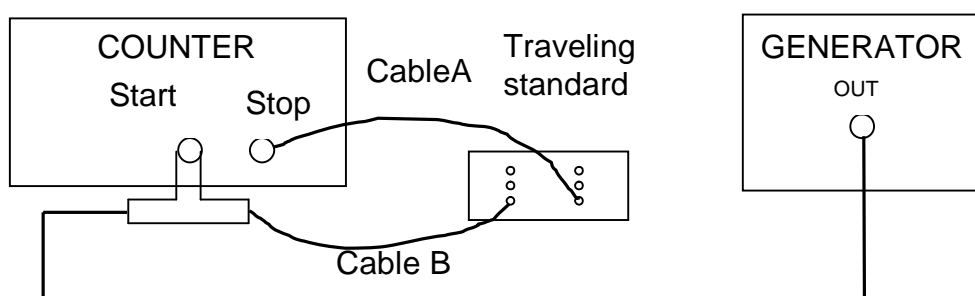 COUNTER
Start
Stop
CableA
Traveling
standard
Cable B
GENERATOR
OUT